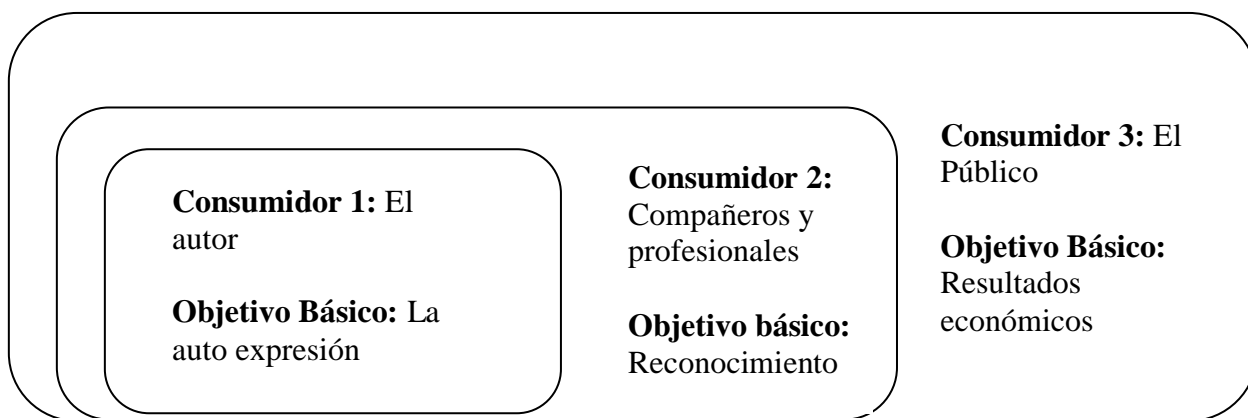 Consumidor 1: El
autor
Objetivo Básico: La
auto expresión
Consumidor 2:
Compañeros y
profesionales
Objetivo básico:
Reconocimiento
Consumidor 3: El
Público
Objetivo Básico:
Resultados
económicos